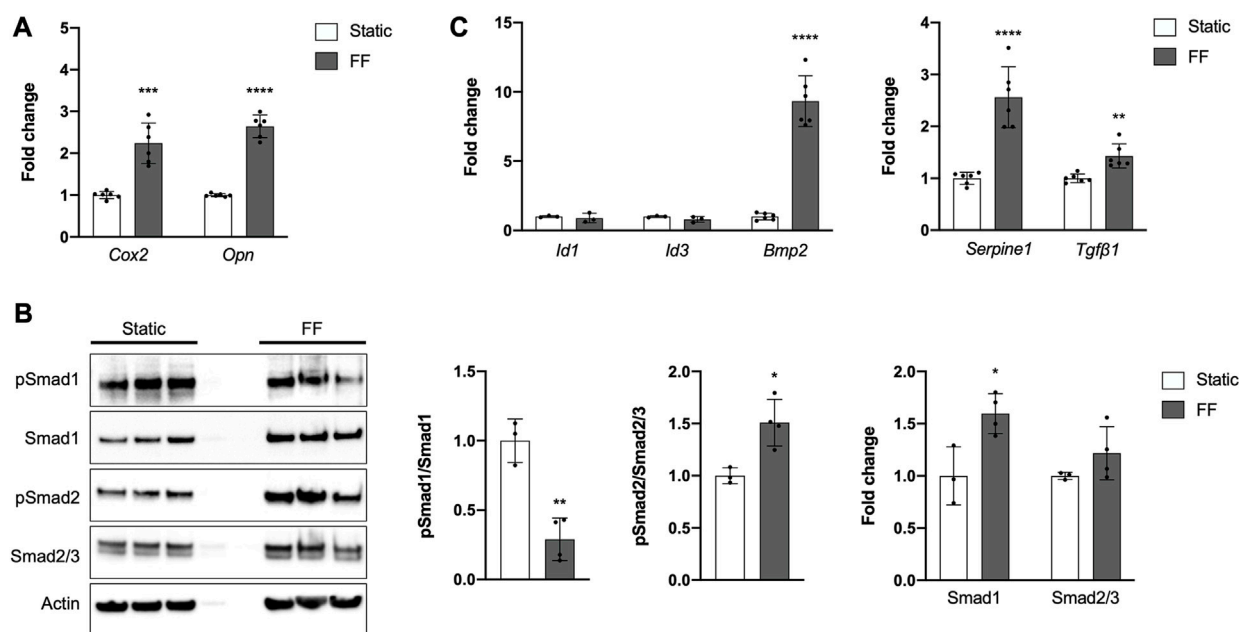 A
Fold change
5
4
3
2
1
0
***
****
Cox2
Opn
Static
FF
C
Fold change
15
10
5
0
****
Id1
Id3
Bmp2
Fold change
4
3
2
1
0
****
**
Serpine1
Tgfβ1
Static
FF
B
Static
FF
pSmad1
Smad1
pSmad2
Smad2/3
Actin
pSmad1/Smad1
1.5
1.0
0.5
0.0
**
pSmad2/Smad2/3
2.0
1.5
1.0
0.5
0.0
*
Fold change
2.0
1.5
1.0
0.5
0.0
*
Smad1
Smad2/3
Static
FF